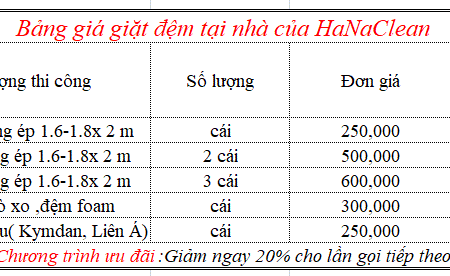 Bảng giá giặt đệm tại nhà của HaNaClean
ợng thi công Số lượng Đơn giá
ng ép 1.6-1.8x 2 m cái 250,000
ng ép 1.6-1.8x 2 m 2 cái 500,000
ng ép 1.6-1.8x 2 m 3 cái 600,000
ò xo ,đệm foam cái 300,000
u( Kymdan, Liên Á) cái 250,000
Chương trình ưu đãi :Giảm ngay 20% cho lần gọi tiếp theo